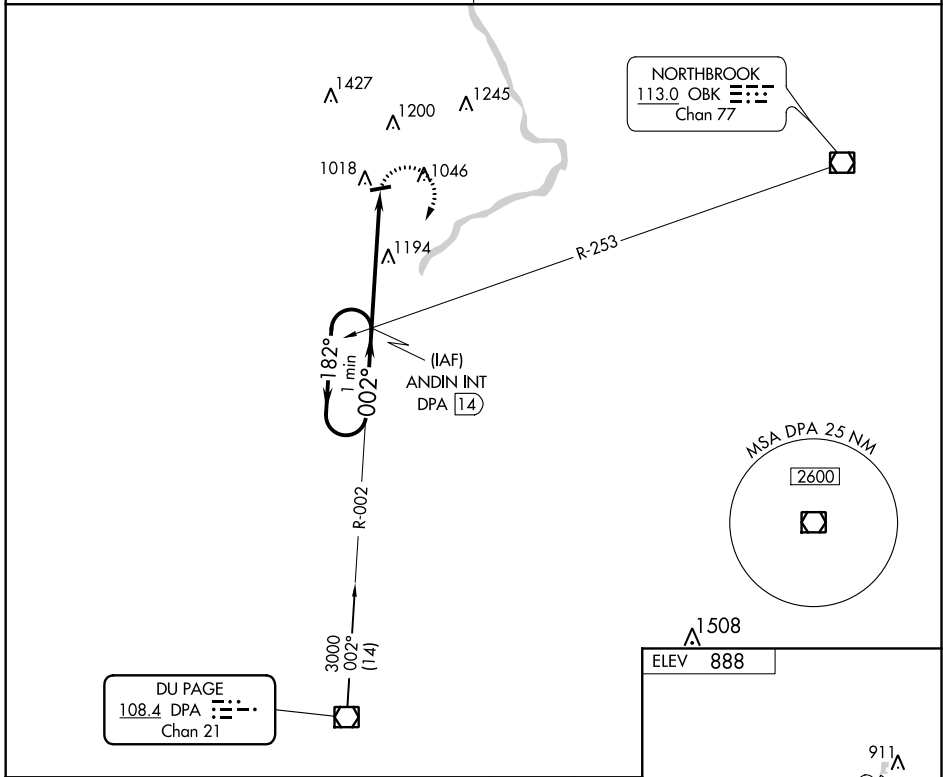 1427
1200
1245
NORTHBROOK
113.0 OBK
Chan 77
1018
1046
1194
R-253
182°
1 min
002°
(IAF)
ANDIN INT
DPA 14
R-002
MSA DPA 25 NM
2600
3000
002°
(14)
1508
ELEV 888
DU PAGE
108.4 DPA
Chan 21
911